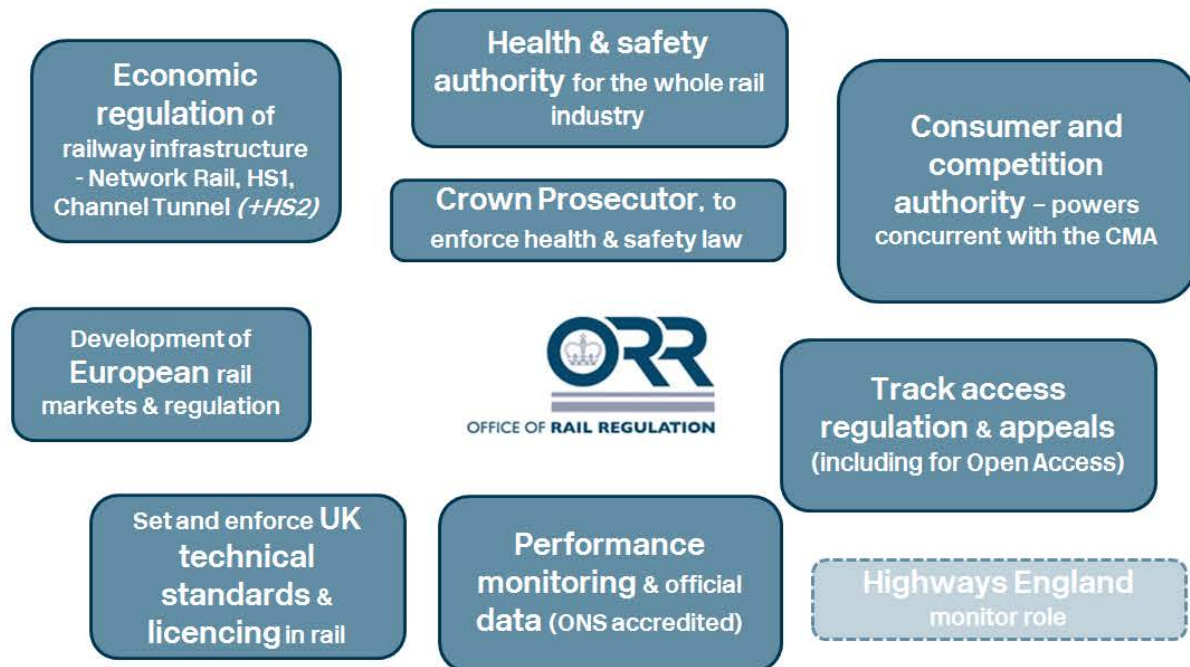 Economic
regulation of
railway infrastructure
- Network Rail, HS1,
Channel Tunnel (+HS2)
Health & safety
authority for the whole rail
industry
Crown Prosecutor, to
enforce health & safety law
Consumer and
competition
authority – powers
concurrent with the CMA
Development of
European rail
markets & regulation
ORR
OFFICE OF RAIL REGULATION
Track access
regulation & appeals
(including for Open Access)
Set and enforce UK
technical
standards &
licencing in rail
Performance
monitoring & official
data (ONS accredited)
Highways England
monitor role